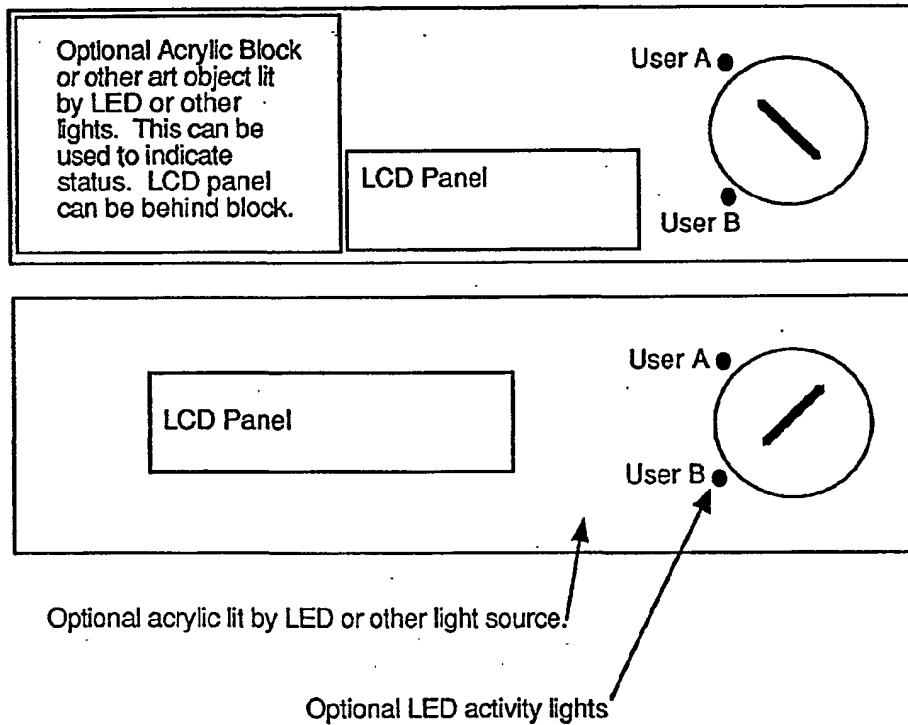 Optional Acrylic Block
or other art object lit
by LED or other
lights. This can be
used to indicate
status. LCD panel
can be behind block.
LCD Panel
User A
User B
LCD Panel
User A
User B
Optional acrylic lit by LED or other light source.
Optional LED activity lights